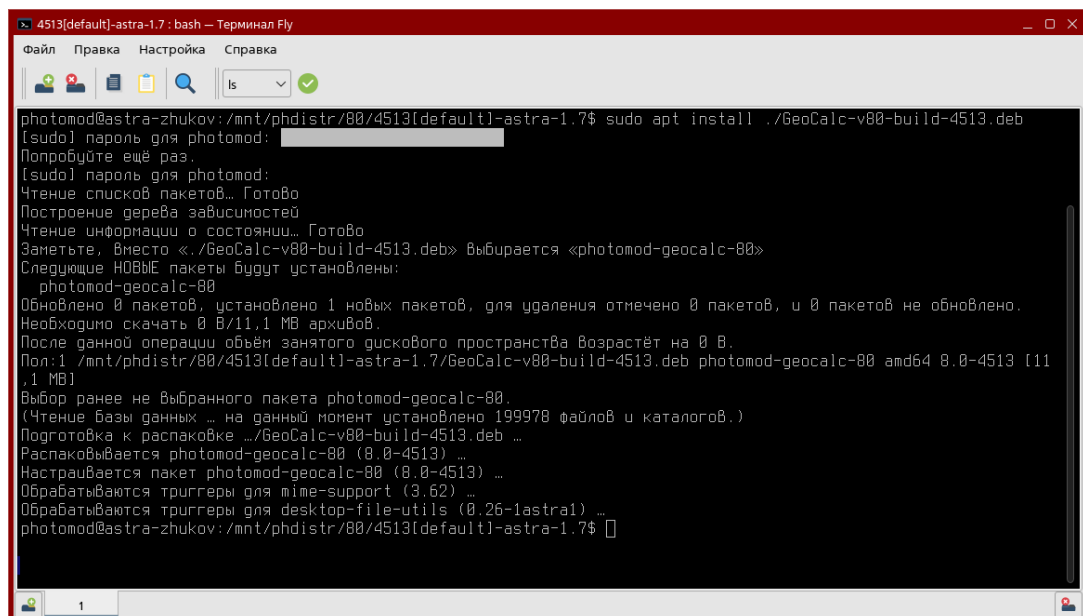 4513[default]-astra-1.7 : bash — Терминал Fly
Файл Правка Настройка Справка
ls
photomod@astra-zhukov:/mnt/phdistr/80/4513[default]-astra-1.7$ sudo apt install ./GeoCalc-v80-build-4513.deb
[sudo] пароль для photomod:
Попробуйте ещё раз.
[sudo] пароль для photomod:
Чтение списков пакетов… Готово
Построение дерева зависимостей
Чтение информации о состоянии… Готово
Заметьте, вместо «./GeoCalc-v80-build-4513.deb» выбирается «photomod-geocalc-80»
Следующие НОВЫЕ пакеты будут установлены:
photomod-geocalc-80
Обновлено 0 пакетов, установлено 1 новых пакетов, для удаления отмечено 0 пакетов, и 0 пакетов не обновлено.
Необходимо скачать 0 B/11,1 MB архивов.
После данной операции объём занятого дискового пространства возрастёт на 0 B.
Пол:1 /mnt/phdistr/80/4513[default]-astra-1.7/GeoCalc-v80-build-4513.deb photomod-geocalc-80 amd64 8.0-4513 [11
,1 MB]
Выбор ранее не выбранного пакета photomod-geocalc-80.
(Чтение базы данных … на данный момент установлено 199978 файлов и каталогов.)
Подготовка к распаковке …/GeoCalc-v80-build-4513.deb …
Распаковывается photomod-geocalc-80 (8.0-4513) …
Настраивается пакет photomod-geocalc-80 (8.0-4513) …
Обрабатываются триггеры для mime-support (3.62) …
Обрабатываются триггеры для desktop-file-utils (0.26-1astra1) …
photomod@astra-zhukov:/mnt/phdistr/80/4513[default]-astra-1.7$
1